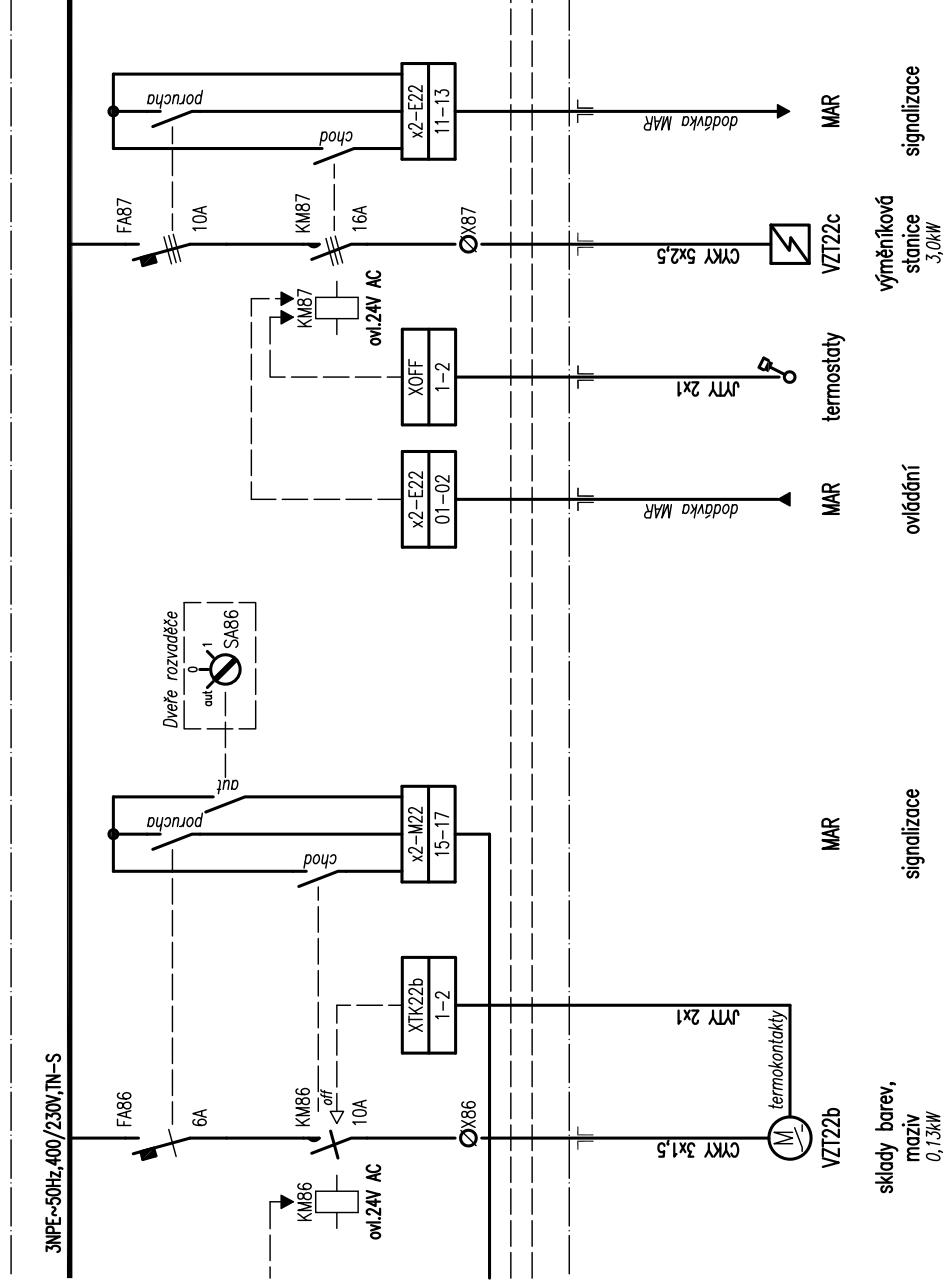 3NPE~50Hz,400/230V,TN-S
FA86
6A
KM86
off
10A
KM86
ovl.24V AC
X86
CYKY 3x1,5
M
VZT22b
sklady barev,
maziv
0,13kW
XTK22b
1-2
JYTY 2x1
termokontakty
porucha
aut
chod
x2-M22
15-17
MAR
signalizace
Dveře rozvaděče
aut
0
1
SA86
x2-E22
01-02
dodávka MAR
MAR
ovládání
XOFF
1-2
JYTY 2x1
termostaty
FA87
10A
KM87
16A
KM87
ovl.24V AC
X87
CYKY 5x2,5
VZT22c
výměníková
stanice
3,0kW
porucha
chod
x2-E22
11-13
dodávka MAR
MAR
signalizace